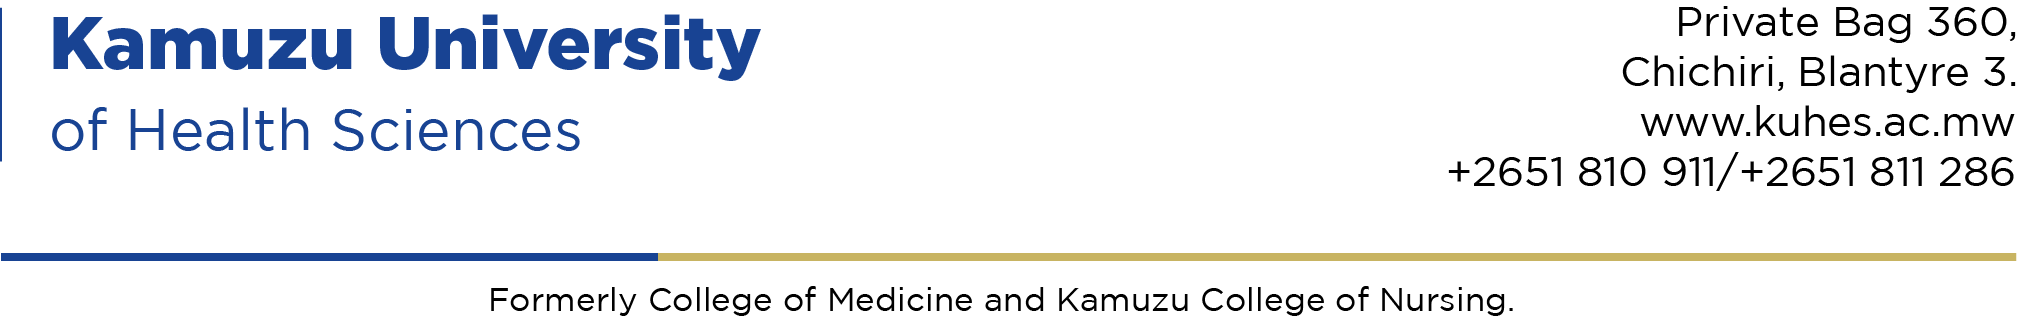 Kamuzu University
of Health Sciences
Private Bag 360,
Chichiri, Blantyre 3.
www.kuhes.ac.mw
+2651 810 911/+2651 811 286
Formerly College of Medicine and Kamuzu College of Nursing.